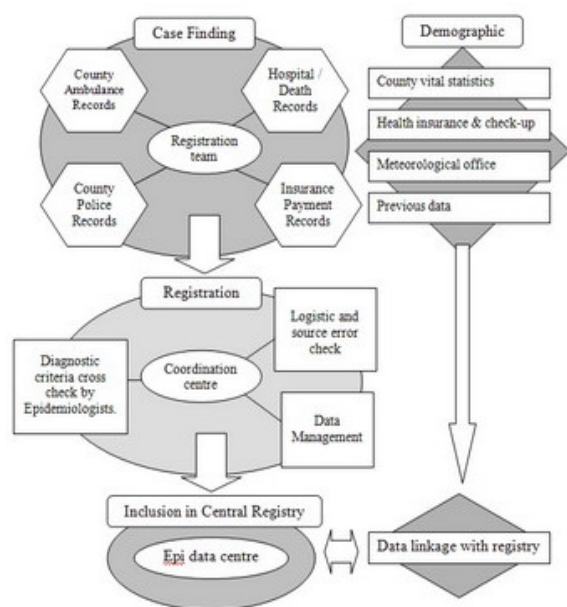 Case Finding
County
Ambulance
Records
Hospital /
Death
Records
Registration
team
County
Police
Records
Insurance
Payment
Records
Demographic
County vital statistics
Health insurance & check-up
Meteorological office
Previous data
Registration
Logistic and
source error
check
Diagnostic
criteria cross
check by
Epidemiologists.
Coordination
centre
Data
Management
Inclusion in Central Registry
Epi data centre
Data linkage with registry